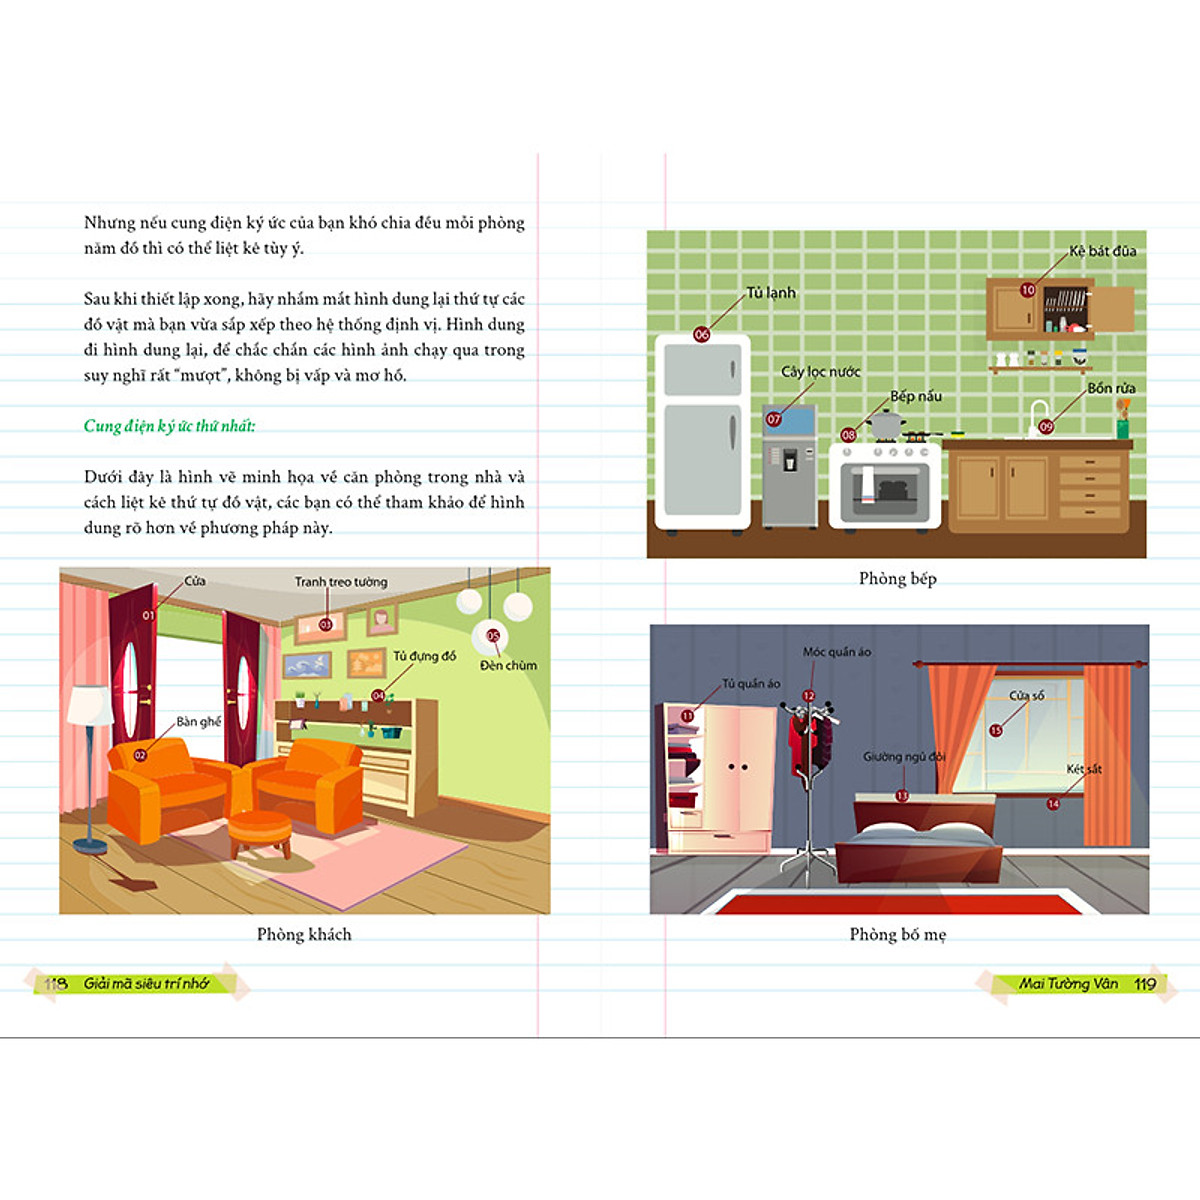 Nhưng nếu cung điện ký ức của bạn khó chia đều mỗi phòng
năm đồ thì có thể liệt kê tùy ý.
Sau khi thiết lập xong, hãy nhắm mắt hình dung lại thứ tự các
đồ vật mà bạn vừa sắp xếp theo hệ thống định vị. Hình dung
đi hình dung lại, để chắc chắn các hình ảnh chạy qua trong
suy nghĩ rất “mượt”, không bị vấp và mơ hồ.
Cung điện ký ức thứ nhất:
Dưới đây là hình vẽ minh họa về căn phòng trong nhà và
cách liệt kê thứ tự đồ vật, các bạn có thể tham khảo để hình
dung rõ hơn về phương pháp này.
Cửa
01
Tranh treo tường
03
05
Đèn chùm
Tủ đựng đồ
04
Bàn ghế
02
Phòng khách
118 Giải mã siêu trí nhớ
Kệ bát đũa
10
Tủ lạnh
06
Cây lọc nước
07
Bếp nấu
08
Bồn rửa
09
Phòng bếp
Móc quần áo
12
Tủ quần áo
11
Cửa sổ
15
Giường ngủ đôi
13
Két sắt
14
Phòng bố mẹ
Mai Tường Vân 119